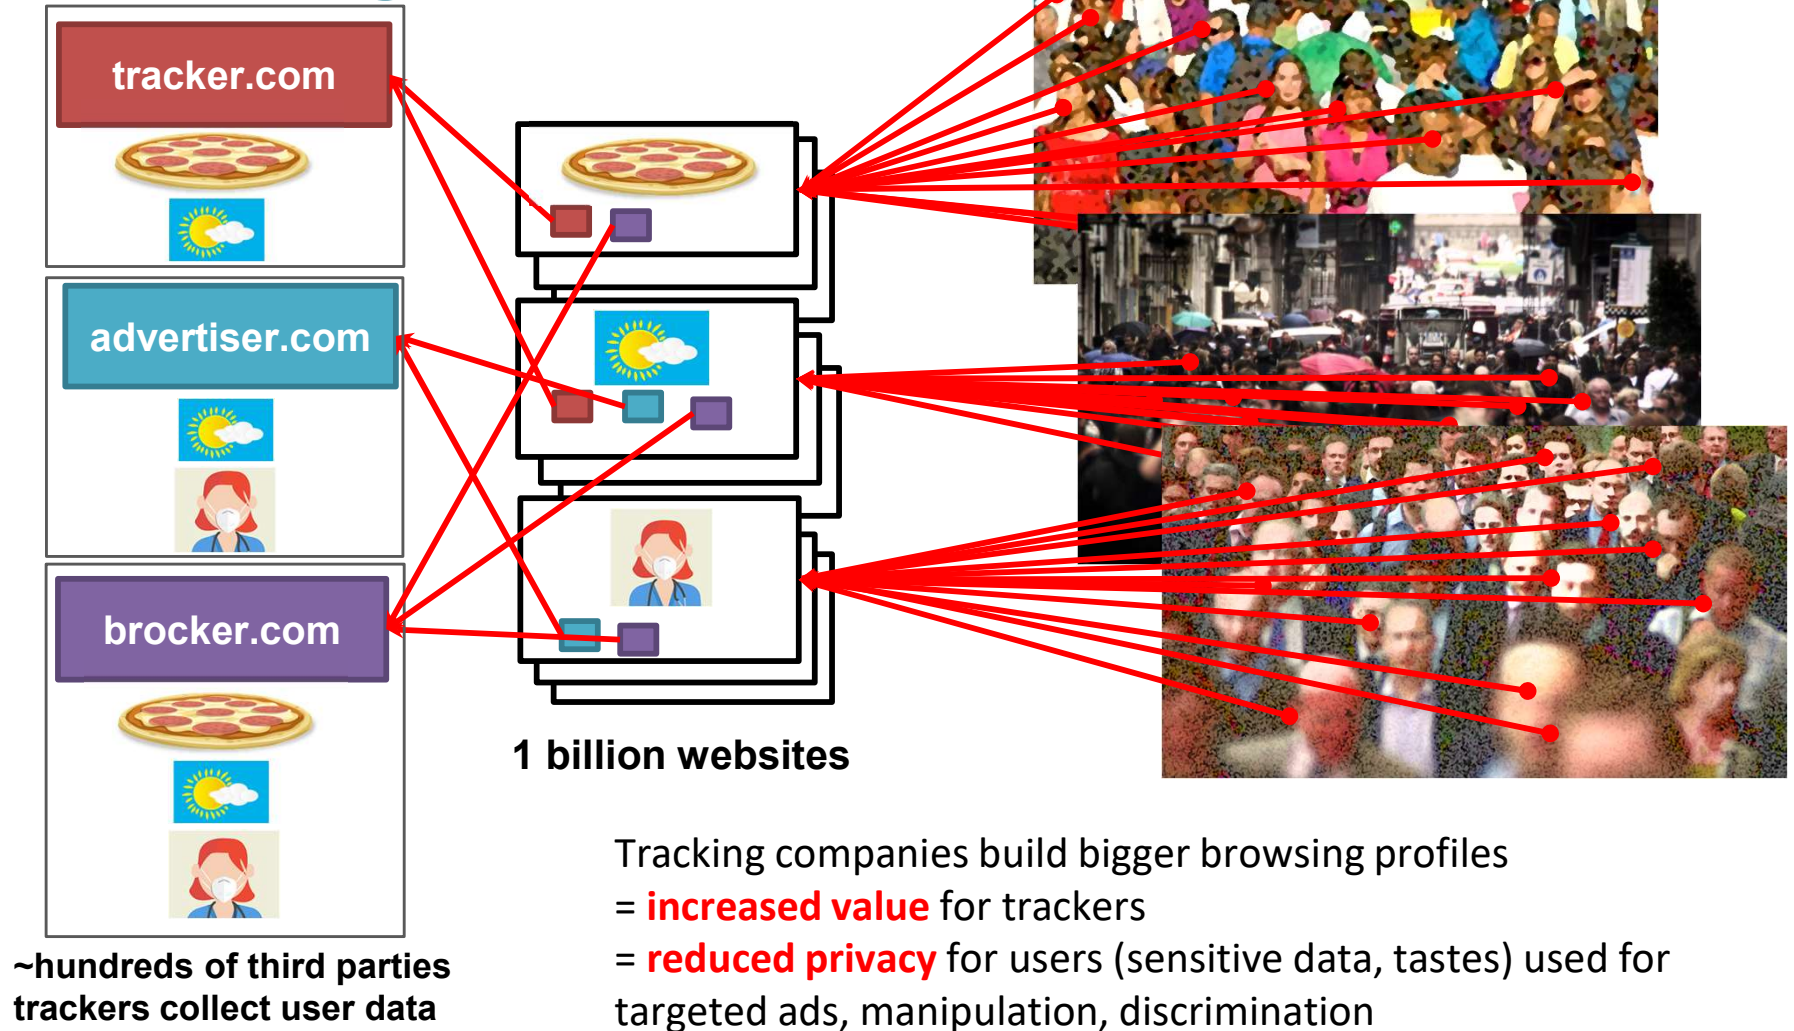 tracker.com
advertiser.com
brocker.com
~hundreds of third parties
trackers collect user data
1 billion websites
Tracking companies build bigger browsing profiles
= increased value for trackers
= reduced privacy for users (sensitive data, tastes) used for
targeted ads, manipulation, discrimination